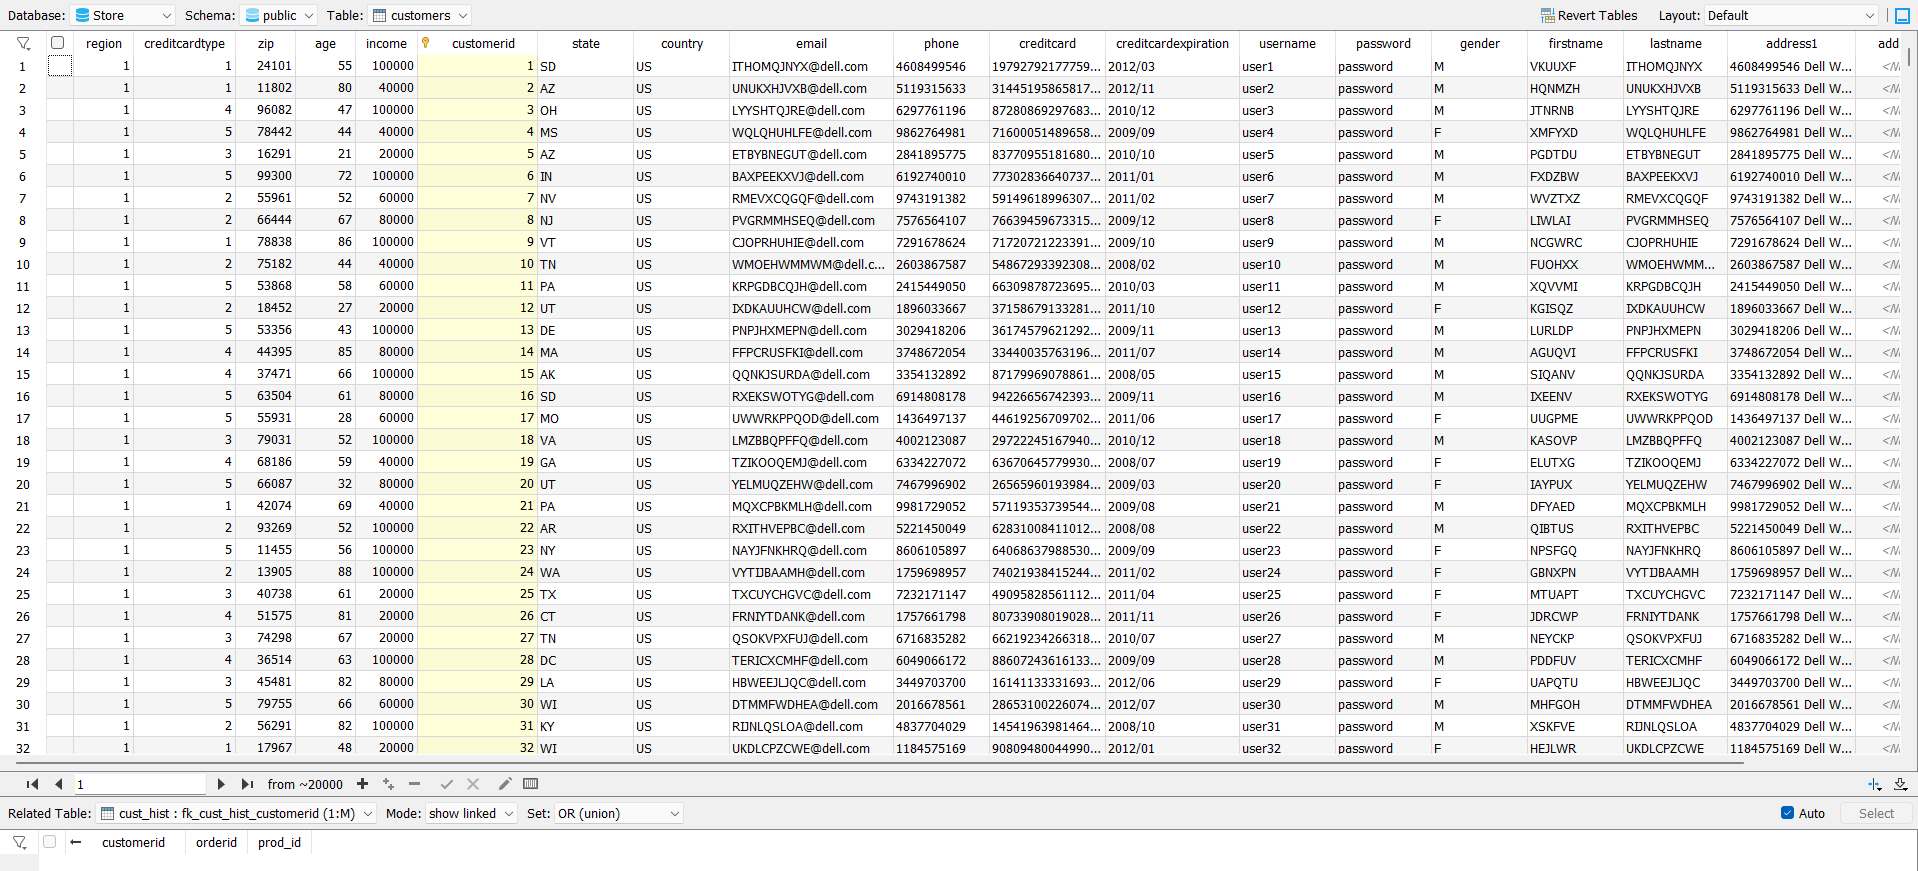 Database: Store Schema: public Table: customers Revert Tables Layout: Default
region creditcardtype zip age income customerid state country email phone creditcard creditcardexpiration username password gender firstname lastname address1 add
1 1 1 24101 55 100000 1 SD US ITHOMQJNYX@dell.com 4608499546 19792792177759... 2012/03 user1 password M VKUUXF ITHOMQJNYX 4608499546 Dell W... <N
2 1 1 11802 80 40000 2 AZ US UNUKXHJVXB@dell.com 5119315633 31445195865817... 2012/11 user2 password M HQNMZH UNUKXHJVXB 5119315633 Dell W... <N
3 1 4 96082 47 100000 3 OH US LYYSHTQJRE@dell.com 6297761196 87280869297683... 2010/12 user3 password M JTNRNB LYYSHTQJRE 6297761196 Dell W... <N
4 1 5 78442 44 40000 4 MS US WQLQHUHLFE@dell.com 9862764981 71600051489658... 2009/09 user4 password F XMFYXD WQLQHUHLFE 9862764981 Dell W... <N
5 1 3 16291 21 20000 5 AZ US ETBYBNEGUT@dell.com 2841895775 83770955181680... 2010/10 user5 password M PGDTDU ETBYBNEGUT 2841895775 Dell W... <N
6 1 5 99300 72 100000 6 IN US BAXPEEKXVJ@dell.com 6192740010 77302836640737... 2011/01 user6 password M FXDZBW BAXPEEKXVJ 6192740010 Dell W... <N
7 1 2 55961 52 60000 7 NV US RMEVXCQGQF@dell.com 9743191382 59149618996307... 2011/02 user7 password M WVZTXZ RMEVXCQGQF 9743191382 Dell W... <N
8 1 2 66444 67 80000 8 NJ US PVGRMMHSEQ@dell.com 7576564107 76639459673315... 2009/12 user8 password F LIWLAI PVGRMMHSEQ 7576564107 Dell W... <N
9 1 1 78838 86 100000 9 VT US CJOPRHUHIE@dell.com 7291678624 71720721223391... 2009/10 user9 password M NCGWRC CJOPRHUHIE 7291678624 Dell W... <N
10 1 2 75182 44 40000 10 TN US WMOEHWMMWM@dell.c... 2603867587 54867293392308... 2008/02 user10 password M FUOHXX WMOEHWMM... 2603867587 Dell W... <N
11 1 5 53868 58 60000 11 PA US KRPGDBCQJH@dell.com 2415449050 66309878723695... 2010/03 user11 password M XQVVMI KRPGDBCQJH 2415449050 Dell W... <N
12 1 2 18452 27 20000 12 UT US IXDKAUUHCW@dell.com 1896033667 37158679133281... 2011/10 user12 password F KGISQZ IXDKAUUHCW 1896033667 Dell W... <N
13 1 5 53356 43 100000 13 DE US PNPJHXMEPN@dell.com 3029418206 36174579621292... 2009/11 user13 password M LURLDP PNPJHXMEPN 3029418206 Dell W... <N
14 1 4 44395 85 80000 14 MA US FFPCRUSFKI@dell.com 3748672054 33440035763196... 2011/07 user14 password M AGUQVI FFPCRUSFKI 3748672054 Dell W... <N
15 1 4 37471 66 100000 15 AK US QQNKJSURDA@dell.com 3354132892 87179969078861... 2008/05 user15 password M SIQANV QQNKJSURDA 3354132892 Dell W... <N
16 1 5 63504 61 80000 16 SD US RXEKSWOTYG@dell.com 6914808178 94226656742393... 2009/11 user16 password M IXEENV RXEKSWOTYG 6914808178 Dell W... <N
17 1 5 55931 28 60000 17 MO US UWWRKPPQOD@dell.com 1436497137 44619256709702... 2011/06 user17 password F UUGPME UWWRKPPQOD 1436497137 Dell W... <N
18 1 3 79031 52 100000 18 VA US LMZBBQPFFQ@dell.com 4002123087 29722245167940... 2010/12 user18 password M KASOVP LMZBBQPFFQ 4002123087 Dell W... <N
19 1 4 68186 59 40000 19 GA US TZIKOOQEMJ@dell.com 6334227072 63670645779930... 2008/07 user19 password F ELUTXG TZIKOOQEMJ 6334227072 Dell W... <N
20 1 5 66087 32 80000 20 UT US YELMUQZEHW@dell.com 7467996902 26565960193984... 2009/03 user20 password F IAYPUX YELMUQZEHW 7467996902 Dell W... <N
21 1 1 42074 69 40000 21 PA US MQXCPBKMLH@dell.com 9981729052 57119353739544... 2009/08 user21 password M DFYAED MQXCPBKMLH 9981729052 Dell W... <N
22 1 2 93269 52 100000 22 AR US RXITHVEPBC@dell.com 5221450049 62831008411012... 2008/08 user22 password M QIBTUS RXITHVEPBC 5221450049 Dell W... <N
23 1 5 11455 56 100000 23 NY US NAYJFNKHRQ@dell.com 8606105897 64068637988530... 2009/09 user23 password F NPSFGQ NAYJFNKHRQ 8606105897 Dell W... <N
24 1 2 13905 88 100000 24 WA US VYTIJBAAMH@dell.com 1759698957 74021938415244... 2011/02 user24 password F GBNXPN VYTIJBAAMH 1759698957 Dell W... <N
25 1 3 40738 61 20000 25 TX US TXCUYCHGVC@dell.com 7232171147 49095828561112... 2011/04 user25 password F MTUAPT TXCUYCHGVC 7232171147 Dell W... <N
26 1 4 51575 81 20000 26 CT US FRNIYTDANK@dell.com 1757661798 80733908019028... 2011/11 user26 password F JDRCWP FRNIYTDANK 1757661798 Dell W... <N
27 1 3 74298 67 20000 27 TN US QSOKVPXFUJ@dell.com 6716835282 66219234266318... 2010/07 user27 password M NEYCKP QSOKVPXFUJ 6716835282 Dell W... <N
28 1 4 36514 63 100000 28 DC US TERICXCMHF@dell.com 6049066172 88607243616133... 2009/09 user28 password M PDDFUV TERICXCMHF 6049066172 Dell W... <N
29 1 3 45481 82 80000 29 LA US HBWEEJLJQC@dell.com 3449703700 16141133331693... 2012/06 user29 password F UAPQTU HBWEEJLJQC 3449703700 Dell W... <N
30 1 5 79755 66 60000 30 WI US DTMMFWDHEA@dell.com 2016678561 28653100226074... 2012/07 user30 password M MHFGOH DTMMFWDHEA 2016678561 Dell W... <N
31 1 2 56291 82 100000 31 KY US RIJNLQSLOA@dell.com 4837704029 14541963981464... 2008/10 user31 password M XSKFVE RIJNLQSLOA 4837704029 Dell W... <N
32 1 1 17967 48 20000 32 WI US UKDLCPZCWE@dell.com 1184575169 90809480044990... 2012/01 user32 password F HEJLWR UKDLCPZCWE 1184575169 Dell W... <N
1 from ~20000
Related Table: cust_hist : fk_cust_hist_customerid (1:M) Mode: show linked Set: OR (union) Auto Select
customerid orderid prod_id